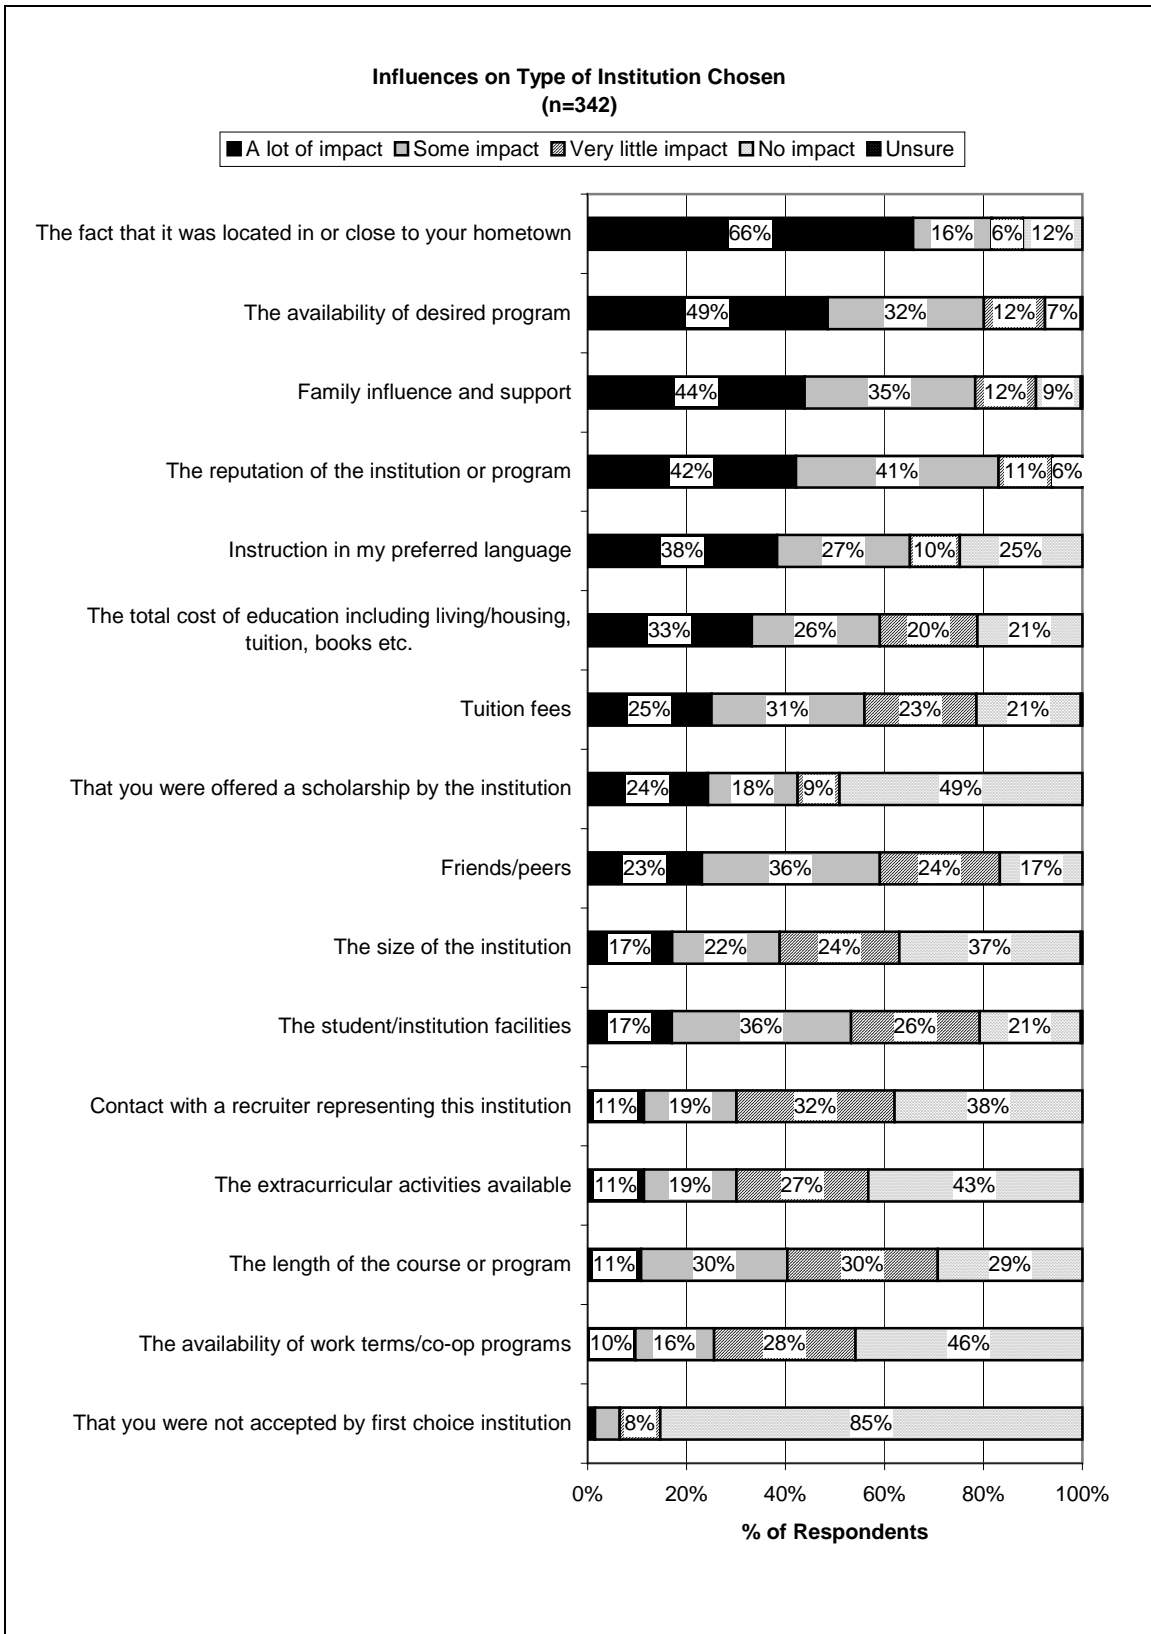 Influences on Type of Institution Chosen
(n=342)
A lot of impact Some impact Very little impact No impact Unsure
The fact that it was located in or close to your hometown 66% 16% 6% 12%
The availability of desired program 49% 32% 12% 7%
Family influence and support 44% 35% 12% 9%
The reputation of the institution or program 42% 41% 11% 6%
Instruction in my preferred language 38% 27% 10% 25%
The total cost of education including living/housing,
tuition, books etc. 33% 26% 20% 21%
Tuition fees 25% 31% 23% 21%
That you were offered a scholarship by the institution 24% 18% 9% 49%
Friends/peers 23% 36% 24% 17%
The size of the institution 17% 22% 24% 37%
The student/institution facilities 17% 36% 26% 21%
Contact with a recruiter representing this institution 11% 19% 32% 38%
The extracurricular activities available 11% 19% 27% 43%
The length of the course or program 11% 30% 30% 29%
The availability of work terms/co-op programs 10% 16% 28% 46%
That you were not accepted by first choice institution 8% 85%
0% 20% 40% 60% 80% 100%
% of Respondents